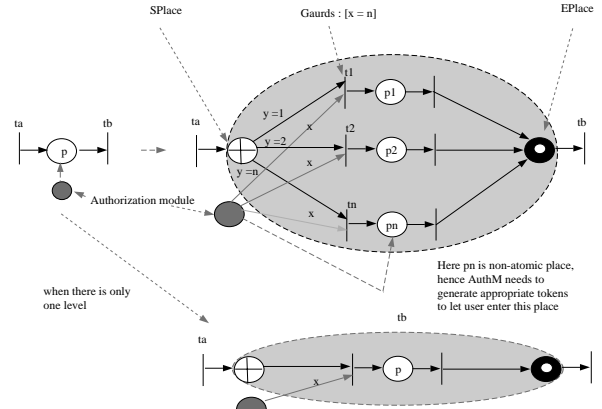 SPlace
Gaurds : [x = n]
EPlace
t1
y =1
p1
x
ta
tb
ta
y =2
t2
tb
p
x
p2
y =n
Authorization module
x
tn
pn
Here pn is non-atomic place,
hence AuthM needs to
generate appropriate tokens
to let user enter this place
when there is only
one level
tb
ta
x
p